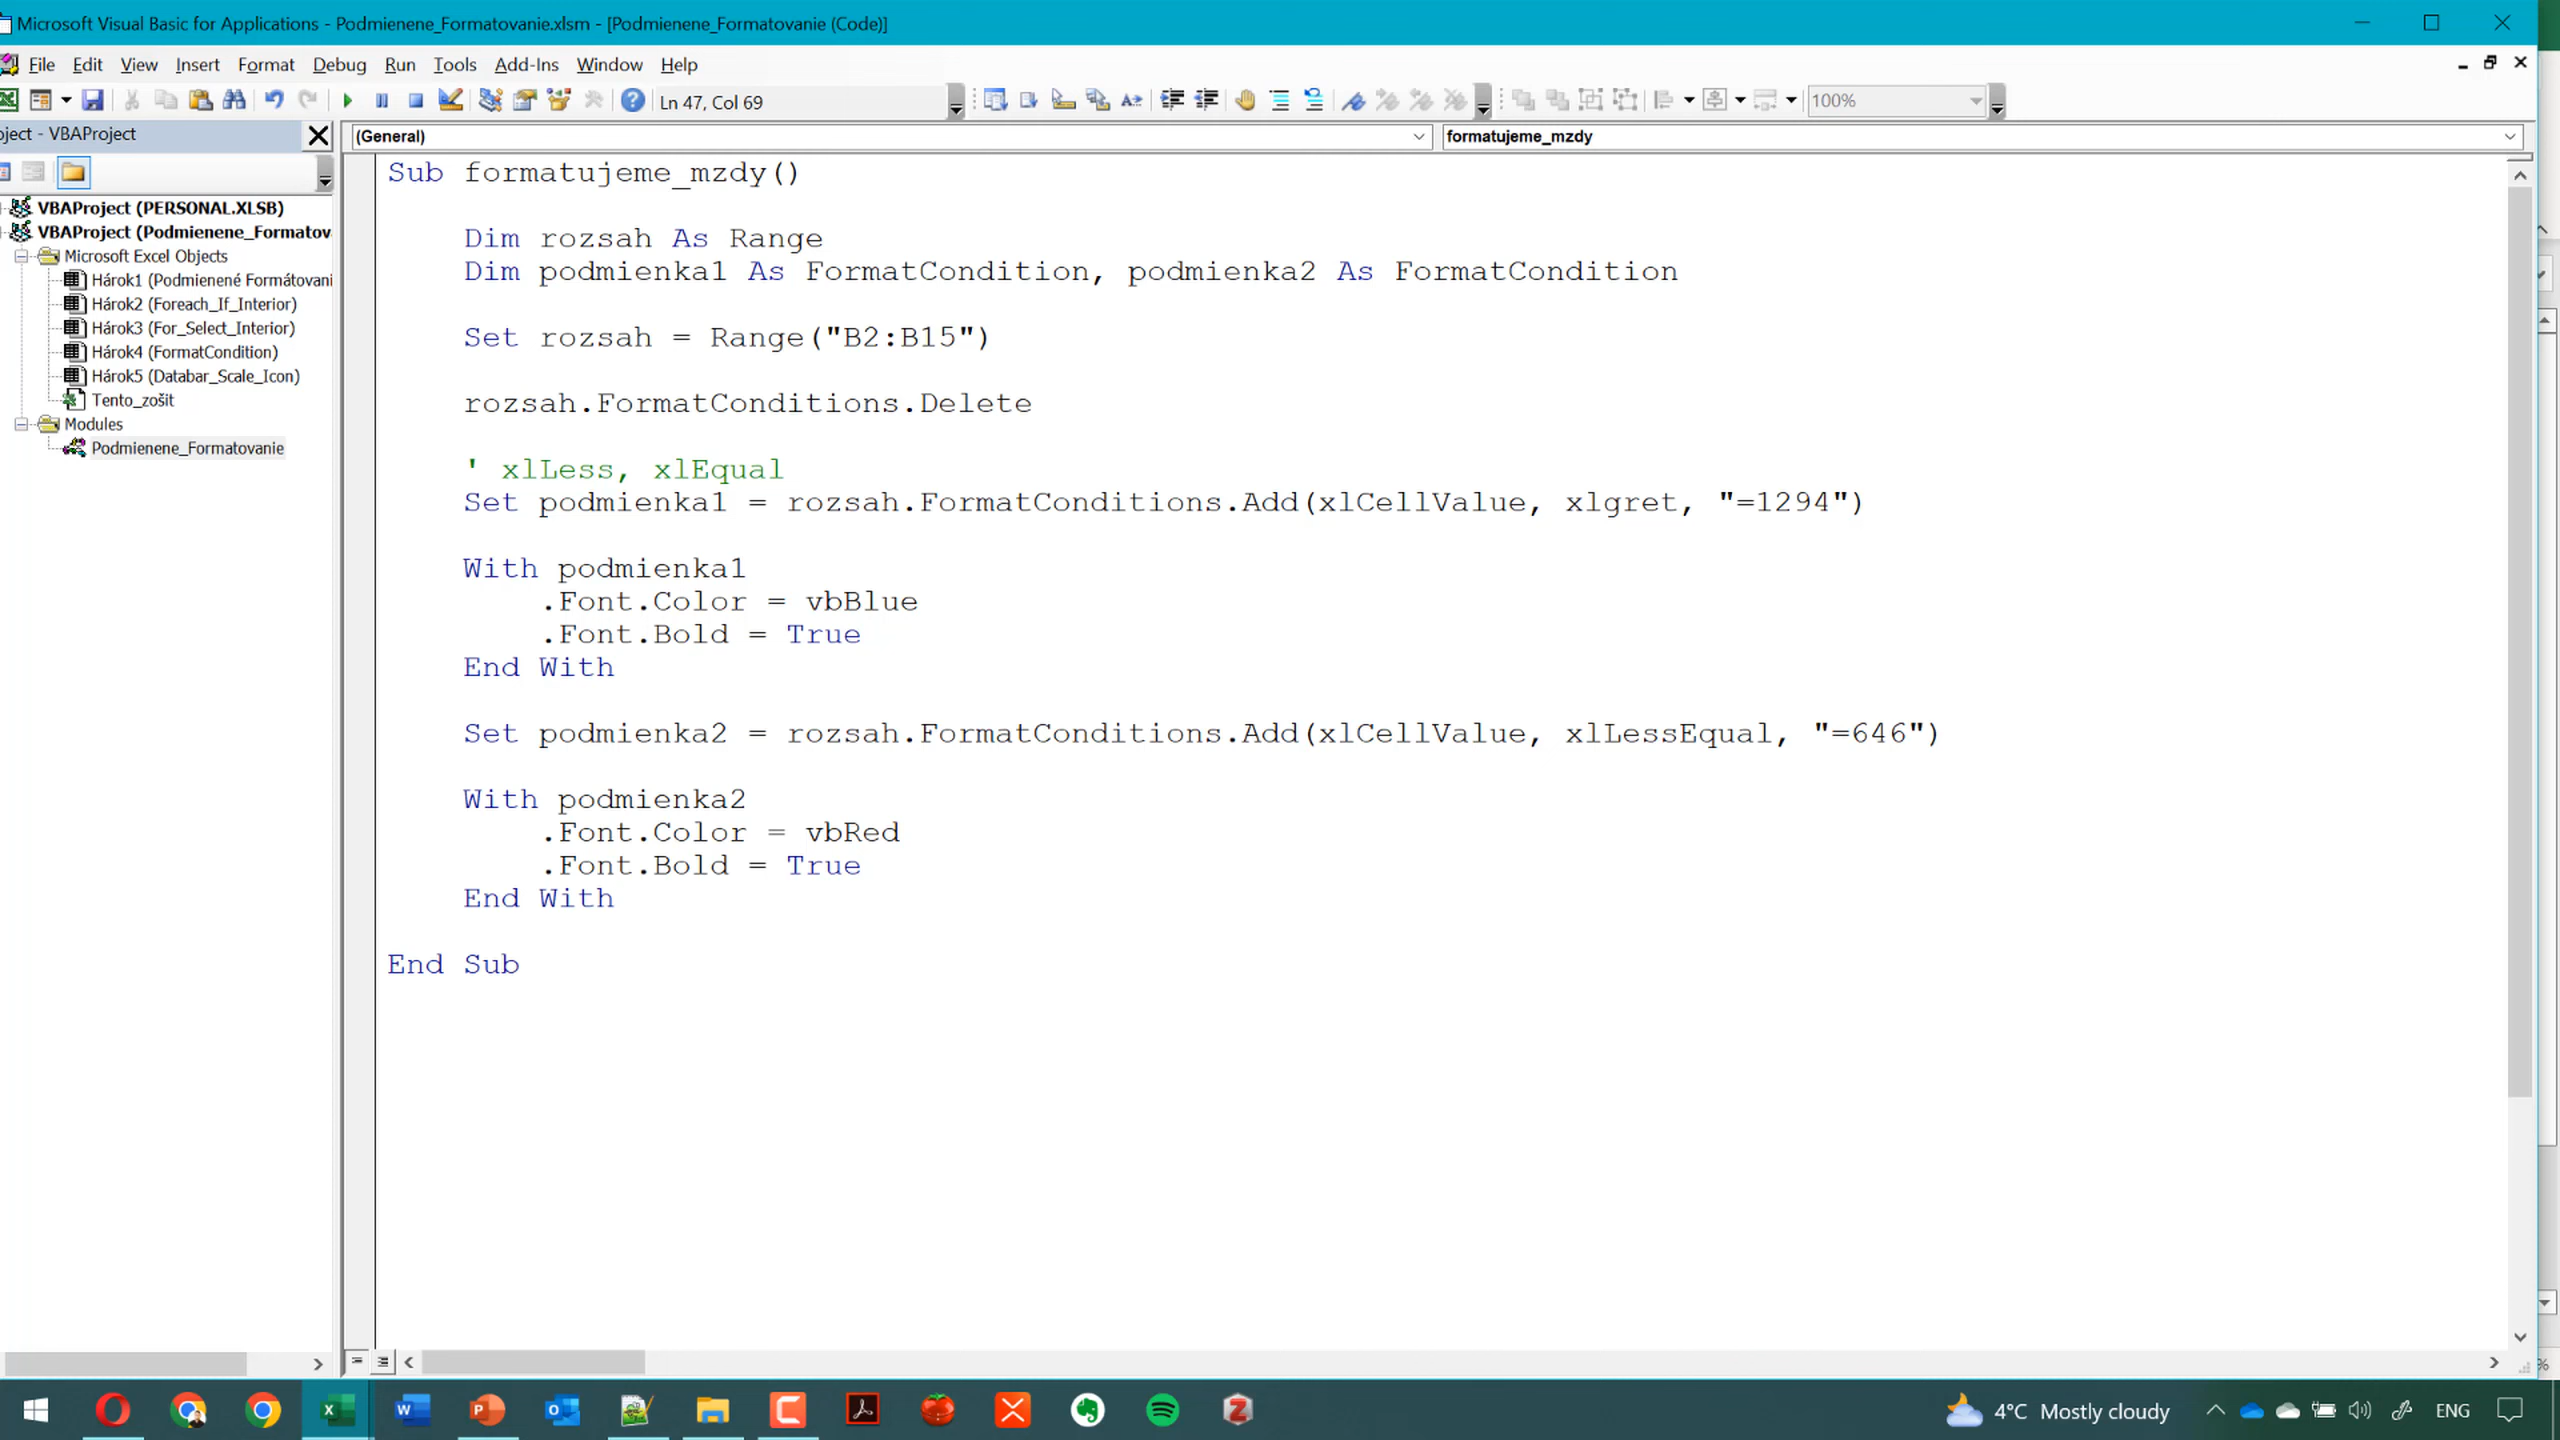 Microsoft Visual Basic for Applications - Podmienene_Formatovanie.xlsm - [Podmienene_Formatovanie (Code)]
File Edit View Insert Format Debug Run Tools Add-Ins Window Help
Ln 47, Col 69
100%
oject - VBAProject
(General)
formatujeme_mzdy
VBAProject (PERSONAL.XLSB)
VBAProject (Podmienene_Formatov
Microsoft Excel Objects
Hárok1 (Podmienené Formátovani
Hárok2 (Foreach_If_Interior)
Hárok3 (For_Select_Interior)
Hárok4 (FormatCondition)
Hárok5 (Databar_Scale_Icon)
Tento_zošit
Modules
Podmienene_Formatovanie
Sub formatujeme_mzdy()
Dim rozsah As Range
Dim podmienka1 As FormatCondition, podmienka2 As FormatCondition
Set rozsah = Range("B2:B15")
rozsah.FormatConditions.Delete
' xlLess, xlEqual
Set podmienka1 = rozsah.FormatConditions.Add(xlCellValue, xlgret, "=1294")
With podmienka1
.Font.Color = vbBlue
.Font.Bold = True
End With
Set podmienka2 = rozsah.FormatConditions.Add(xlCellValue, xlLessEqual, "=646")
With podmienka2
.Font.Color = vbRed
.Font.Bold = True
End With
End Sub
4°C Mostly cloudy
ENG